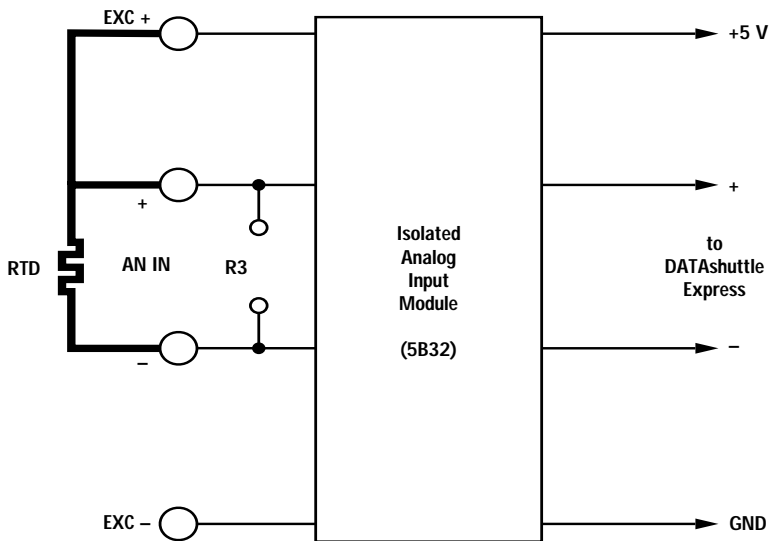 EXC +
+5 V
+
+
RTD
AN IN
R3
Isolated
Analog
Input
Module
(5B32)
to
DATAshuttle
Express
–
–
EXC –
GND